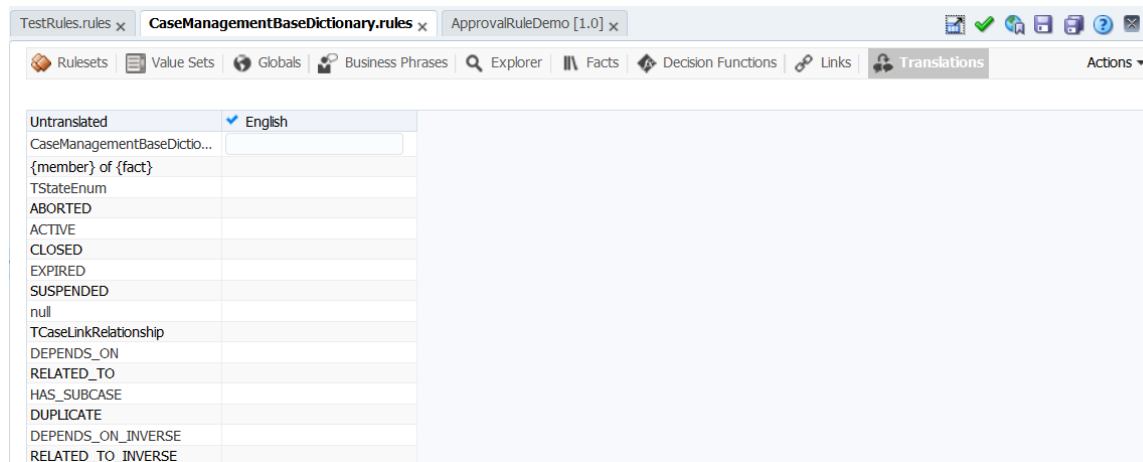 TestRules.rules x CaseManagementBaseDictionary.rules x ApprovalRuleDemo [1.0] x
Rulesets Value Sets Globals Business Phrases Explorer Facts Decision Functions Links Translations Actions
Untranslated English
CaseManagementBaseDictio...
{member} of {fact}
TStateEnum
ABORTED
ACTIVE
CLOSED
EXPIRED
SUSPENDED
null
TCaseLinkRelationship
DEPENDS_ON
RELATED_TO
HAS_SUBCASE
DUPLICATE
DEPENDS_ON_INVERSE
RELATED_TO_INVERSE